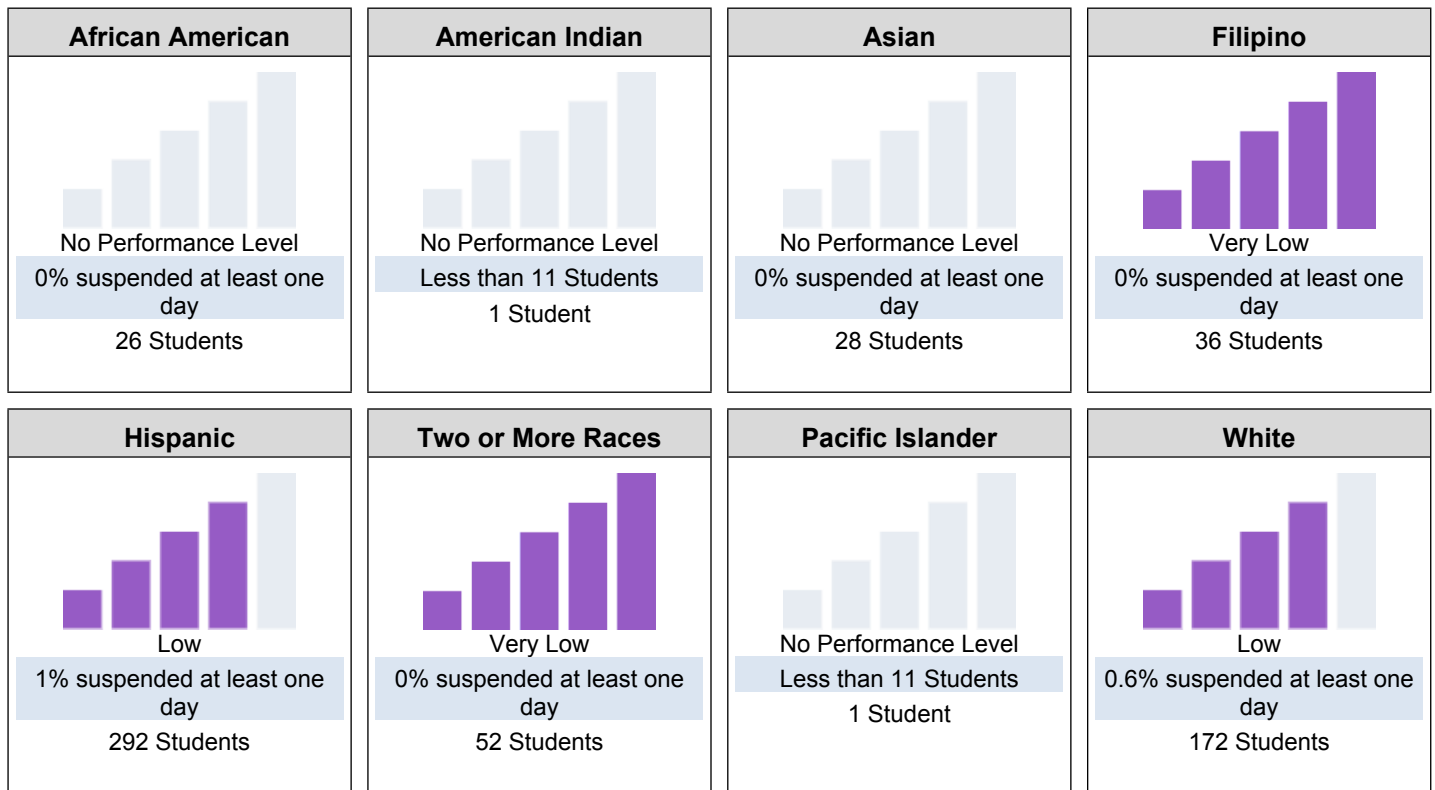 African American
No Performance Level
0% suspended at least one
day
26 Students
American Indian
No Performance Level
Less than 11 Students
1 Student
Asian
No Performance Level
0% suspended at least one
day
28 Students
Filipino
Very Low
0% suspended at least one
day
36 Students
Hispanic
Low
1% suspended at least one
day
292 Students
Two or More Races
Very Low
0% suspended at least one
day
52 Students
Pacific Islander
No Performance Level
Less than 11 Students
1 Student
White
Low
0.6% suspended at least one
day
172 Students